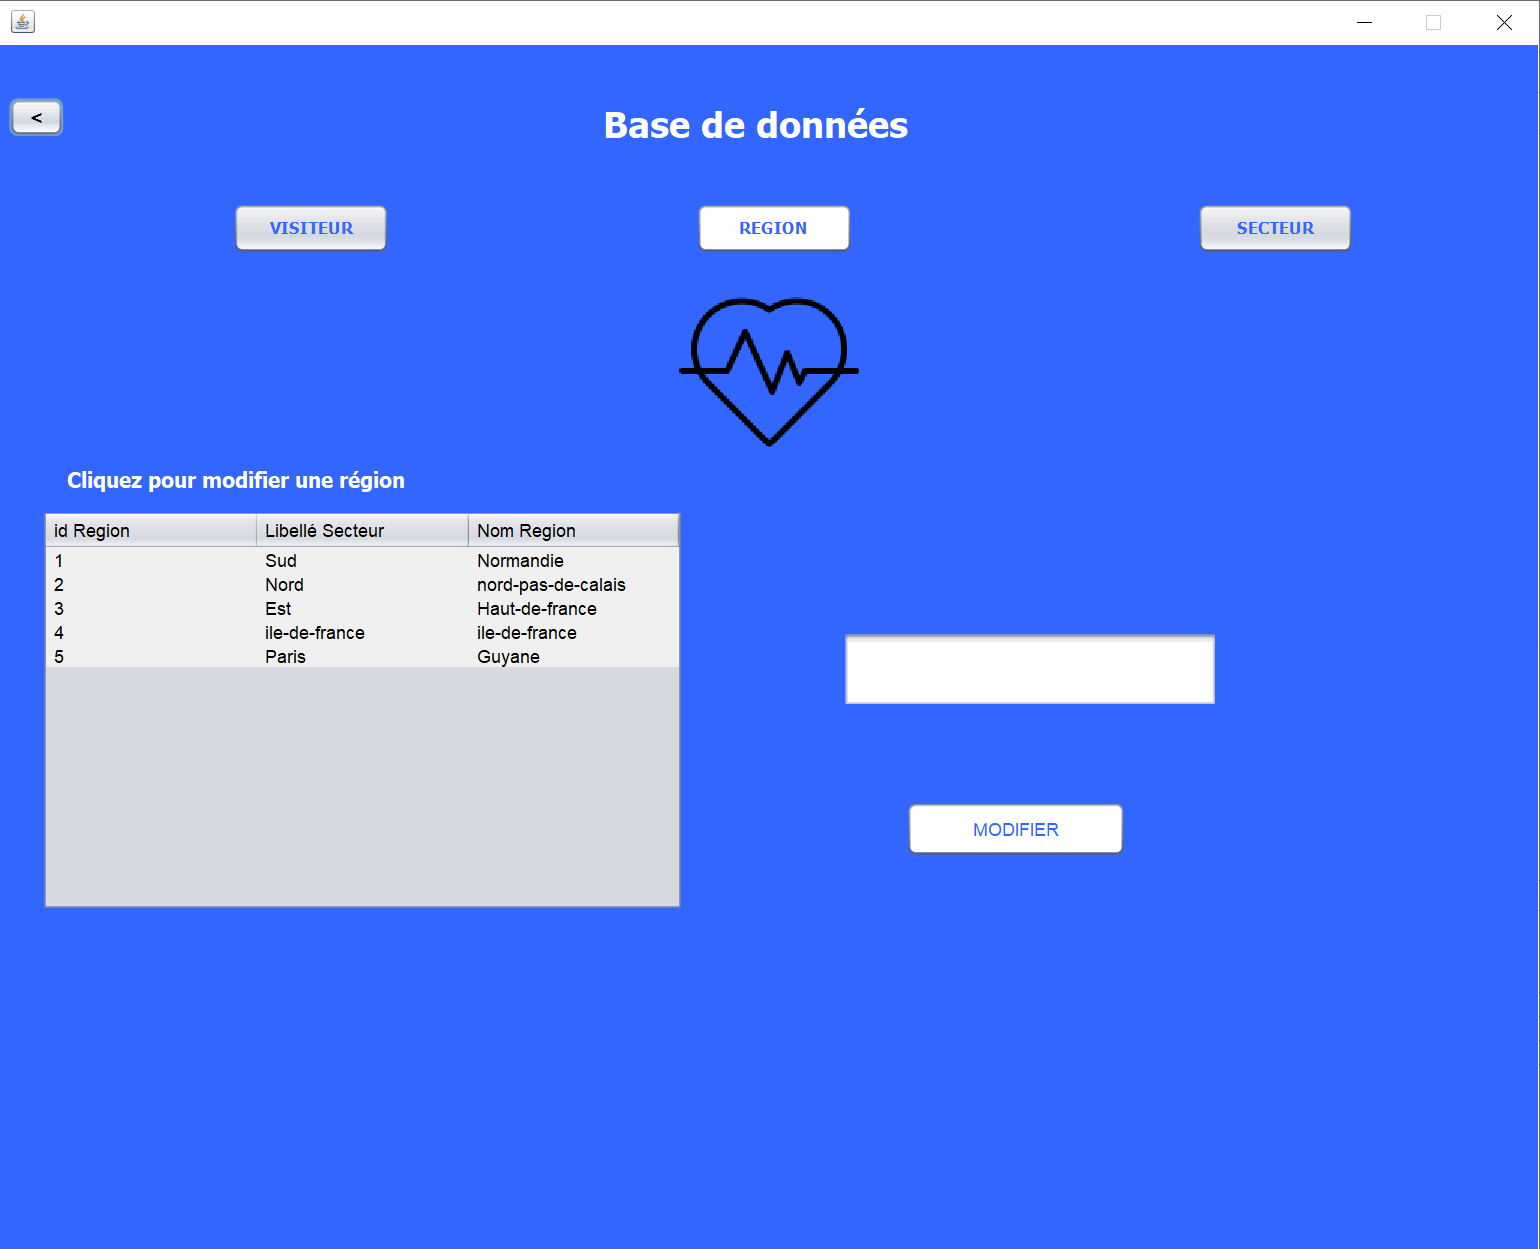 <
Base de données
VISITEUR
REGION
SECTEUR
Cliquez pour modifier une région
id Region Libellé Secteur Nom Region
1 Sud Normandie
2 Nord nord-pas-de-calais
3 Est Haut-de-france
4 ile-de-france ile-de-france
5 Paris Guyane
MODIFIER